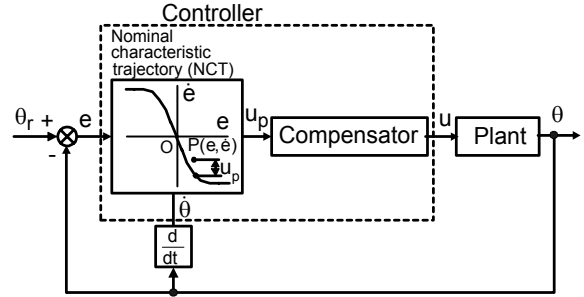 Controller
Nominal
characteristic
trajectory (NCT)
ė
θr +
e
e
up
u
θ
-
O
P(e,ė)
up
Compensator
Plant
θ̇
d
dt